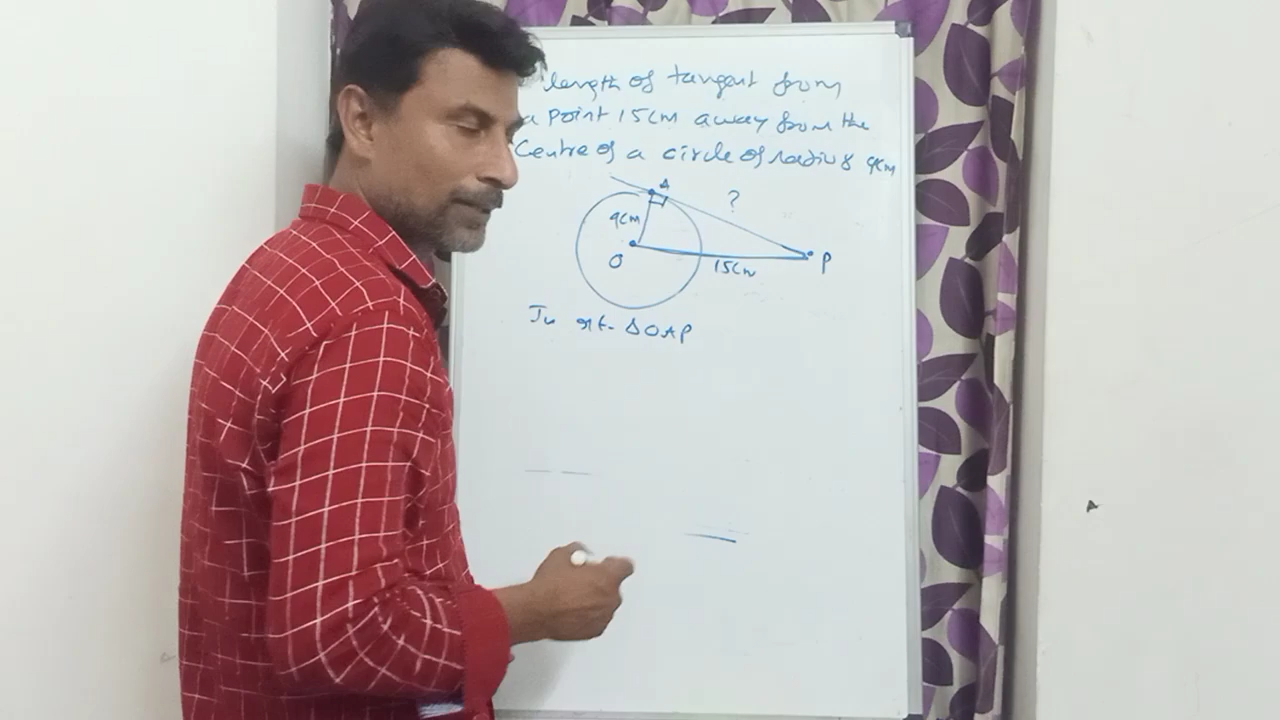 length of tangent from
a point 15cm away from the
Centre of a circle of radius 9cm
A
?
9cm
O
15cm
P
In rt. ΔOAP